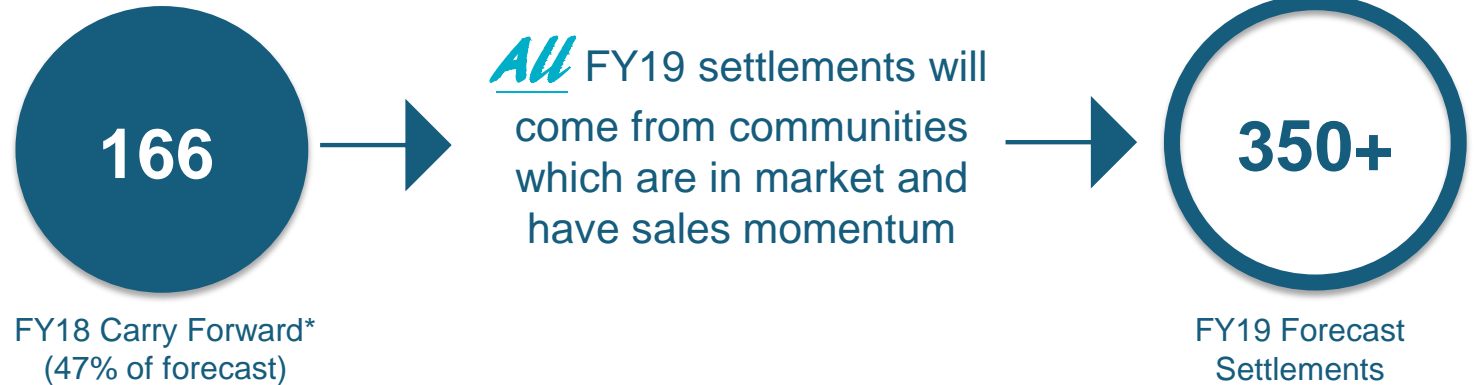 166
FY18 Carry Forward*
(47% of forecast)
All FY19 settlements will
come from communities
which are in market and
have sales momentum
350+
FY19 Forecast
Settlements